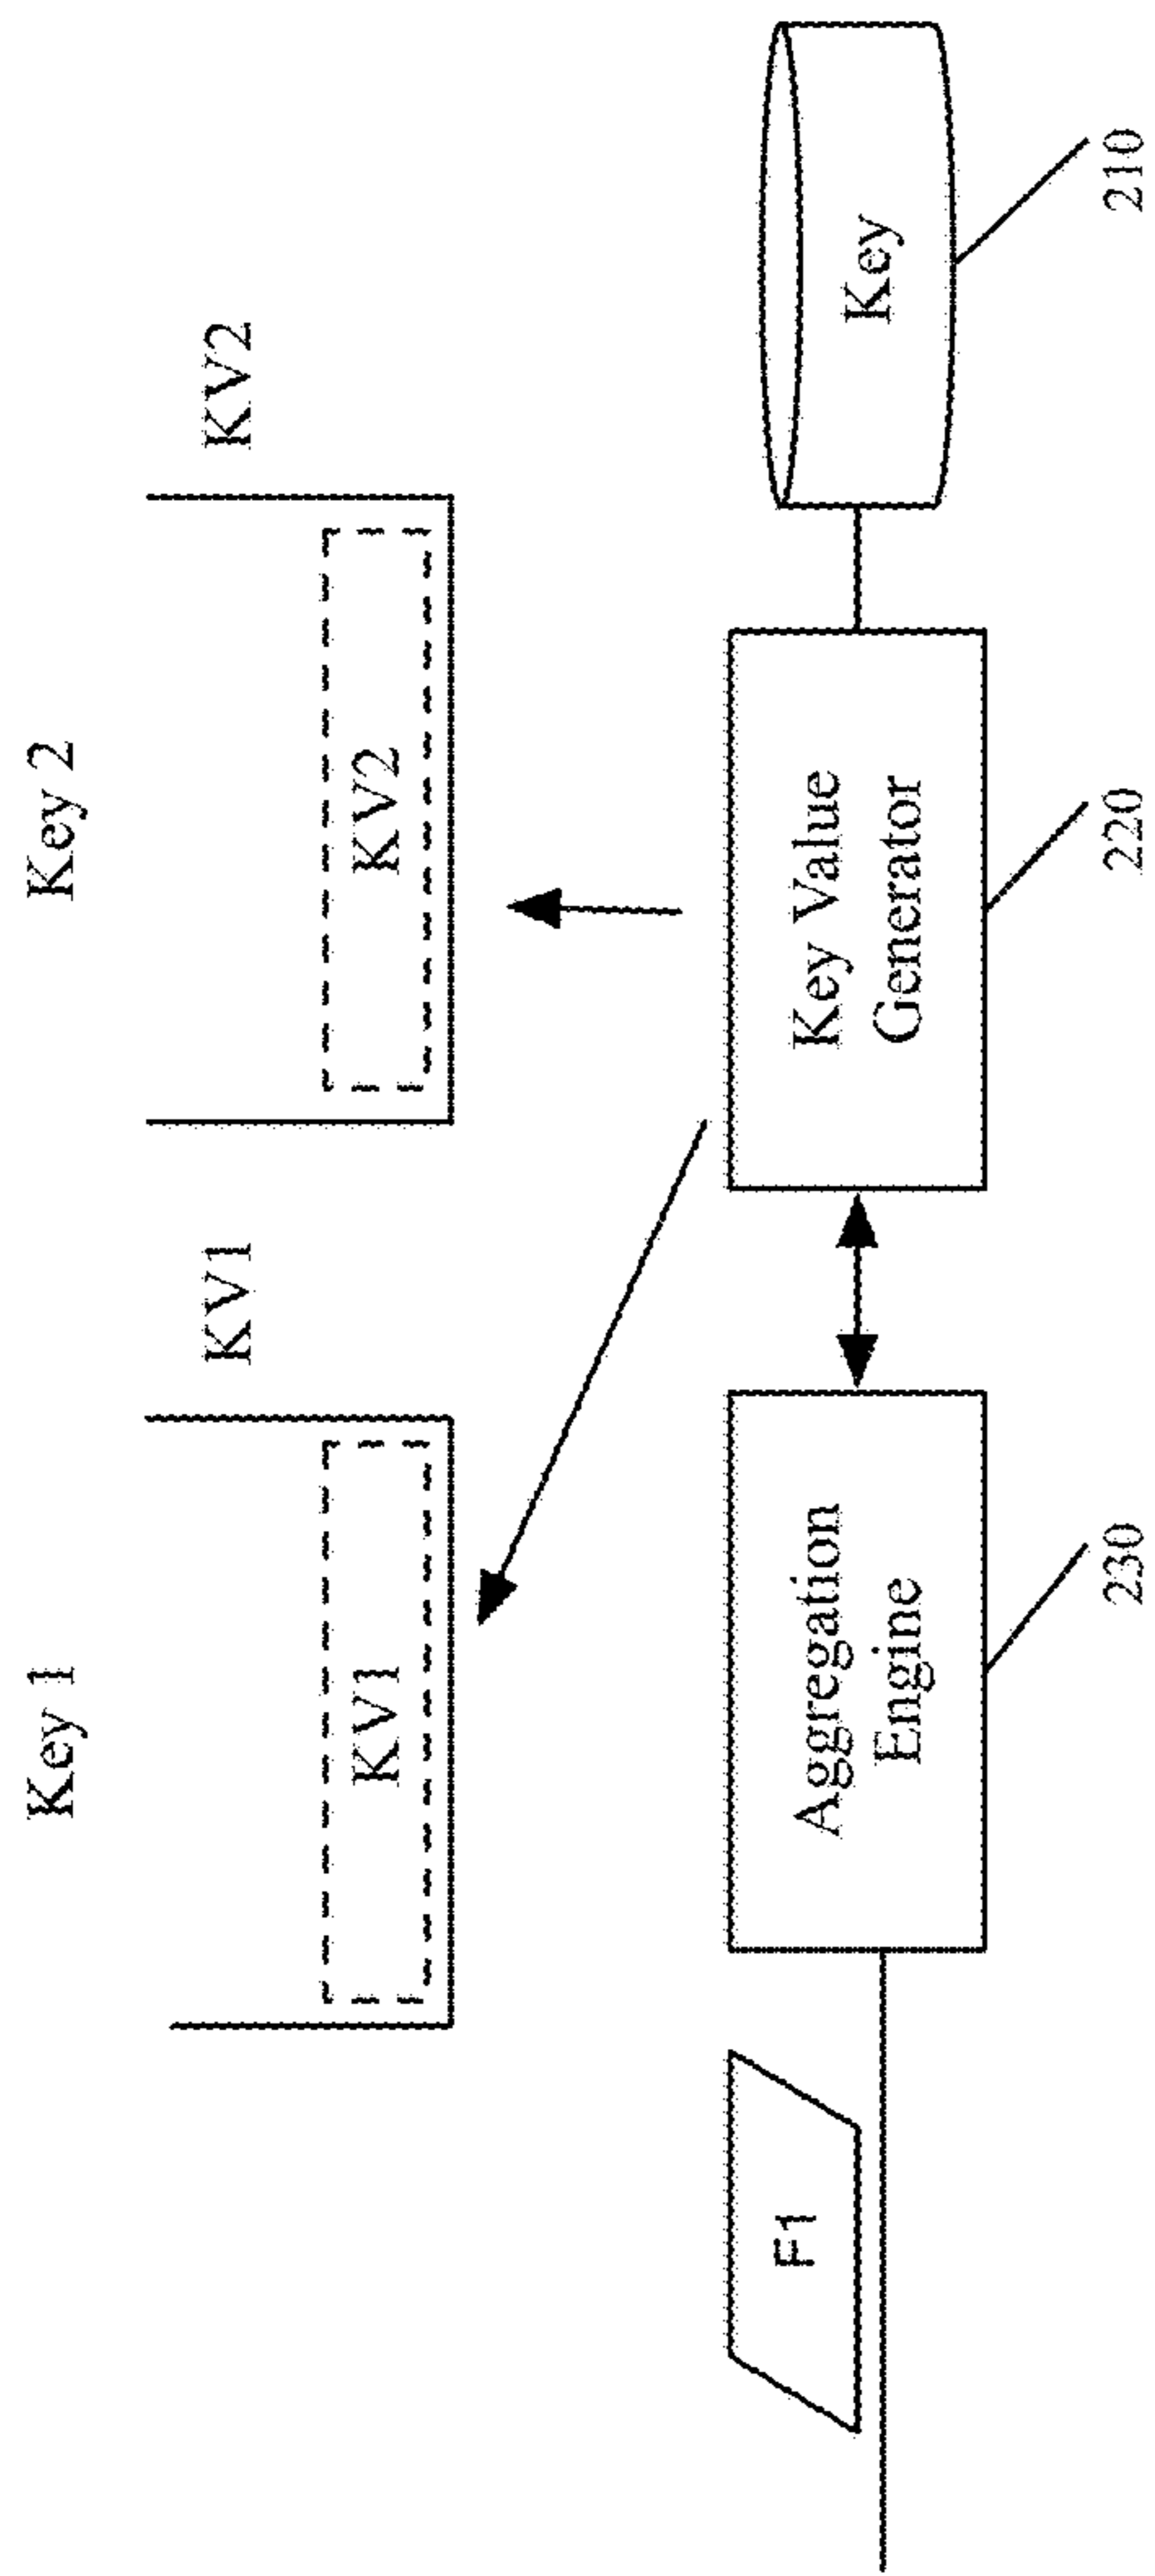 Key 1
Key 2
KV1
KV2
KV1
KV2
F1
Aggregation
Engine
Key Value
Generator
Key
230
220
210